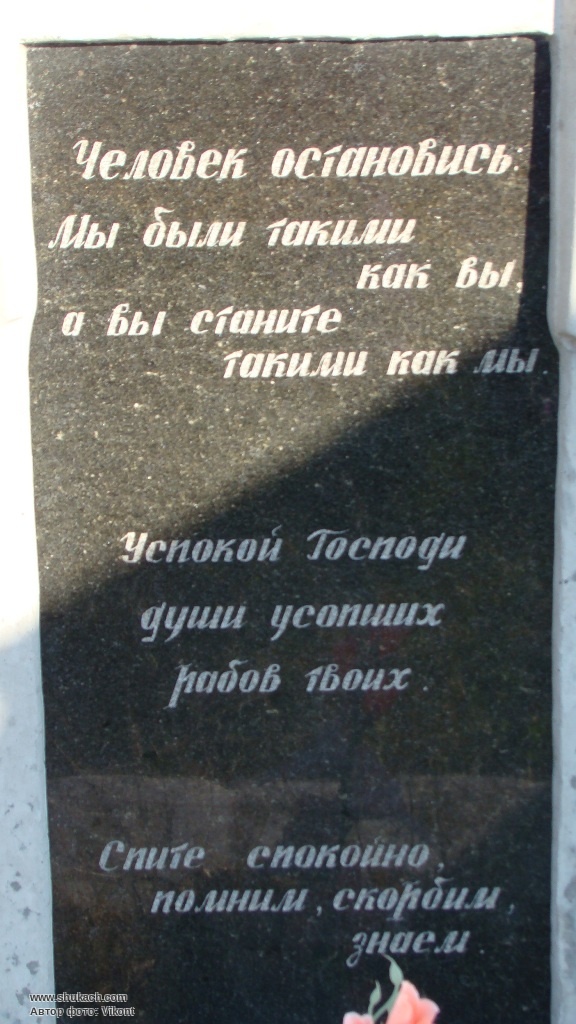 Человек остановись:
Мы были такими
как вы,
а вы станите
такими как мы.
Успокой Господи
души усопших
рабов твоих.
Спите спокойно,
помним, скорбим,
знаем.
www.shukach.com
Автор фото: Vikont